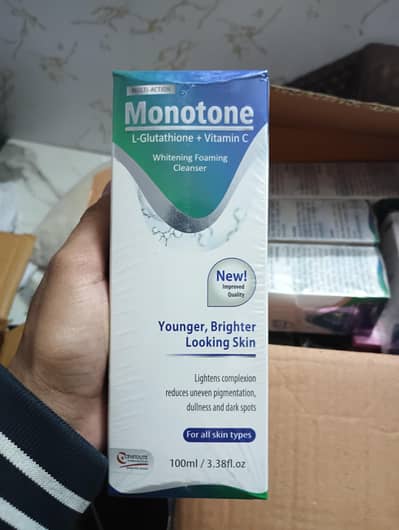 MULTI-ACTION
Monotone
L-Glutathione + Vitamin C
Whitening Foaming
Cleanser
New!
Improved
Quality
Younger, Brighter
Looking Skin
Lightens complexion
reduces uneven pigmentation,
dullness and dark spots
For all skin types
100ml / 3.38fl.oz